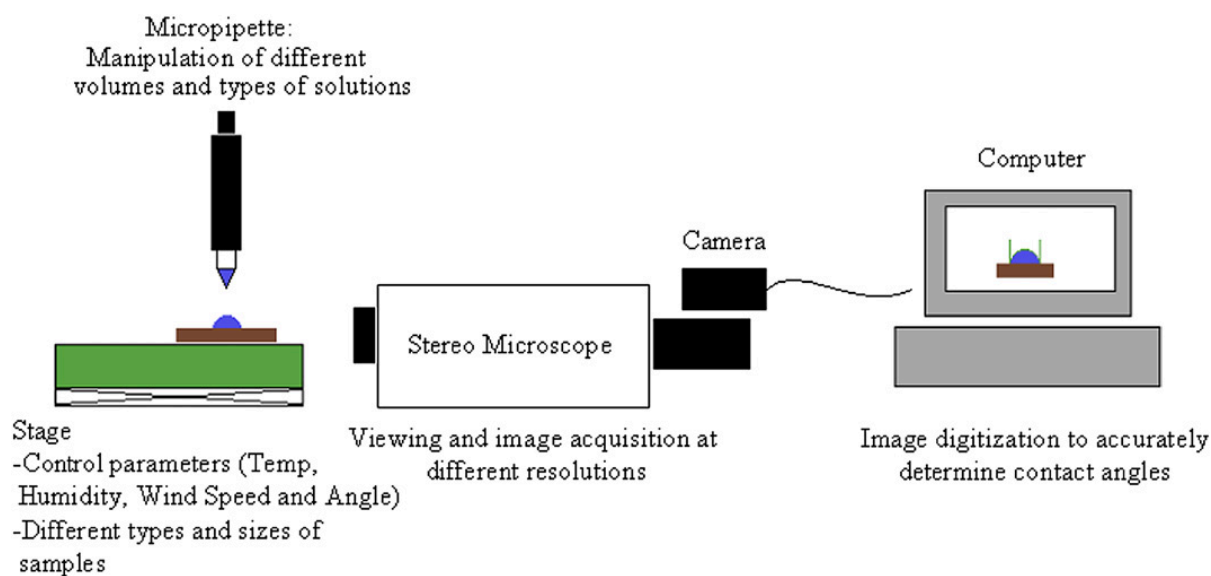 Micropipette:
Manipulation of different
volumes and types of solutions
Computer
Camera
Stereo Microscope
Stage
-Control parameters (Temp,
Humidity, Wind Speed and Angle)
-Different types and sizes of
samples
Viewing and image acquisition at
different resolutions
Image digitization to accurately
determine contact angles